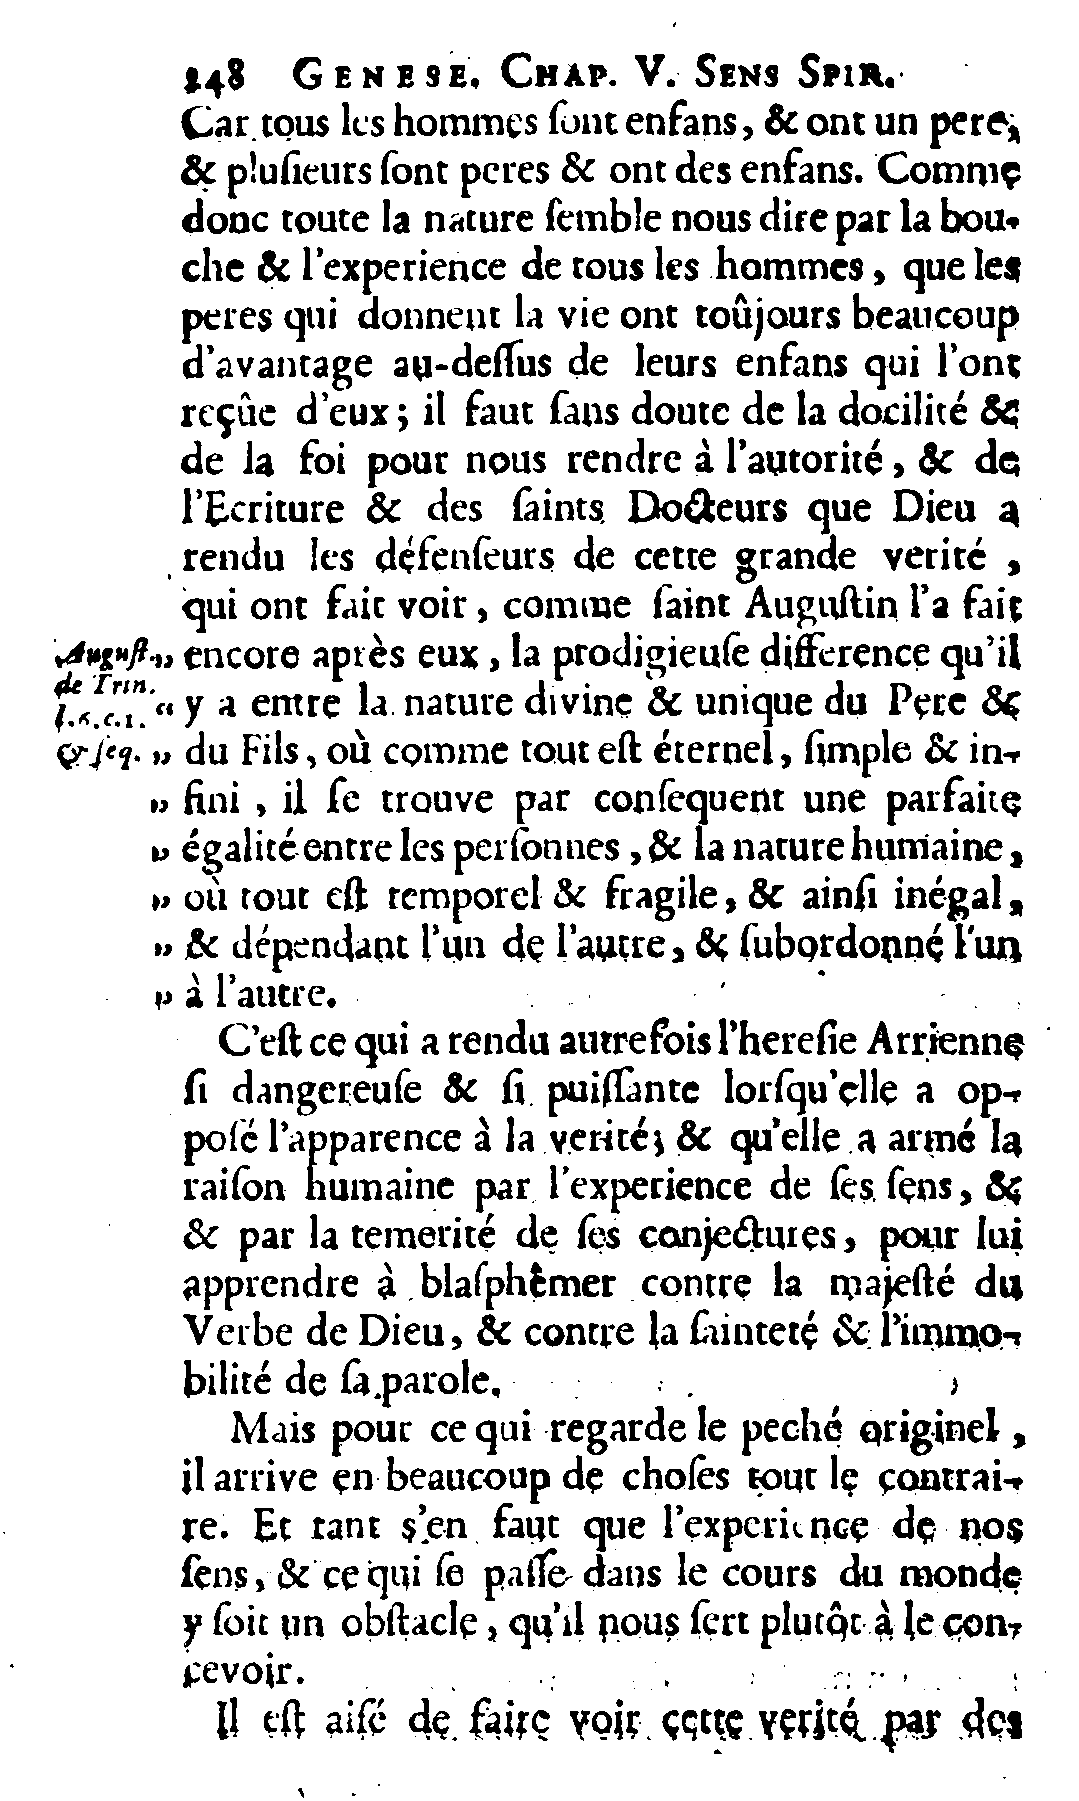 248 GENESE. CHAP. V. SENS SPIR.
Car tous les hommes ſont enfans, & ont un pere,
& pluſieurs ſont peres & ont des enfans. Comme
donc toute la nature ſemble nous dire par la bou-
che & l'experience de tous les hommes, que les
peres qui donnent la vie ont toûjours beaucoup
d'avantage au-deſſus de leurs enfans qui l'ont
reçûe d'eux; il faut ſans doute de la docilité &
de la foi pour nous rendre à l'autorité, & de
l'Ecriture & des ſaints Docteurs que Dieu a
rendu les défenſeurs de cette grande verité,
qui ont fait voir, comme ſaint Auguſtin l'a fait
Auguſt. „ encore après eux, la prodigieuſe difference qu'il
de Trin.
l.6.c.1. “ y a entre la nature divine & unique du Pere &
& ſeq. „ du Fils, où comme tout eſt éternel, ſimple & in-
„ fini, il ſe trouve par conſequent une parfaite
„ égalité entre les perſonnes, & la nature humaine,
„ où tout eſt temporel & fragile, & ainſi inégal,
„ & dépendant l'un de l'autre, & ſubordonné l'un
„ à l'autre.
C'eſt ce qui a rendu autrefois l'hereſie Arrienne
ſi dangereuſe & ſi puiſſante lorſqu'elle a op-
poſé l'apparence à la verité; & qu'elle a armé la
raiſon humaine par l'experience de ſes ſens, &
& par la temerité de ſes conjectures, pour lui
apprendre à blaſphêmer contre la majeſté du
Verbe de Dieu, & contre la ſainteté & l'immo-
bilité de ſa parole.
Mais pour ce qui regarde le peché originel,
il arrive en beaucoup de choſes tout le contrai-
re. Et tant s'en faut que l'experience de nos
ſens, & ce qui ſe paſſe dans le cours du monde
y ſoit un obſtacle, qu'il nous ſert plutôt à le con-
cevoir.
Il eſt aiſé de faire voir cette verité par des